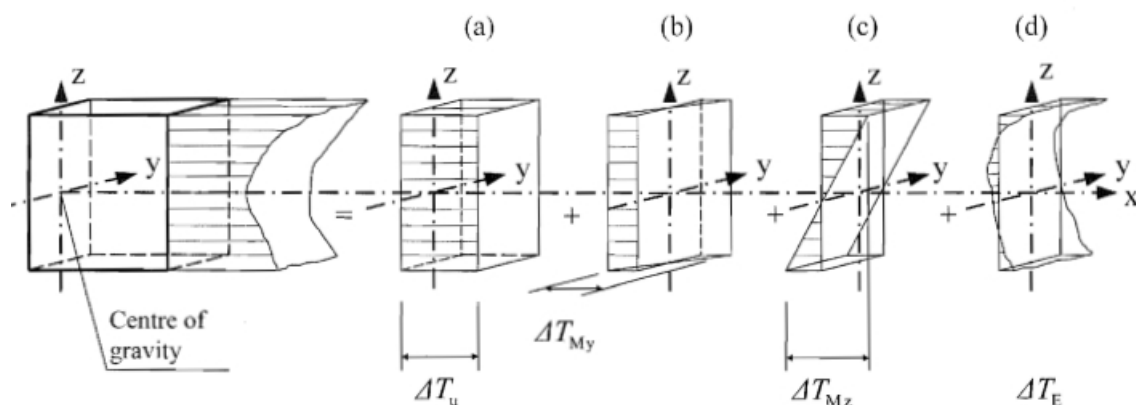 (a) (b) (c) (d)
z z z z z
y y y y y
x
= + + +
Centre of
gravity
ΔT_My
ΔT_u ΔT_Mz ΔT_E